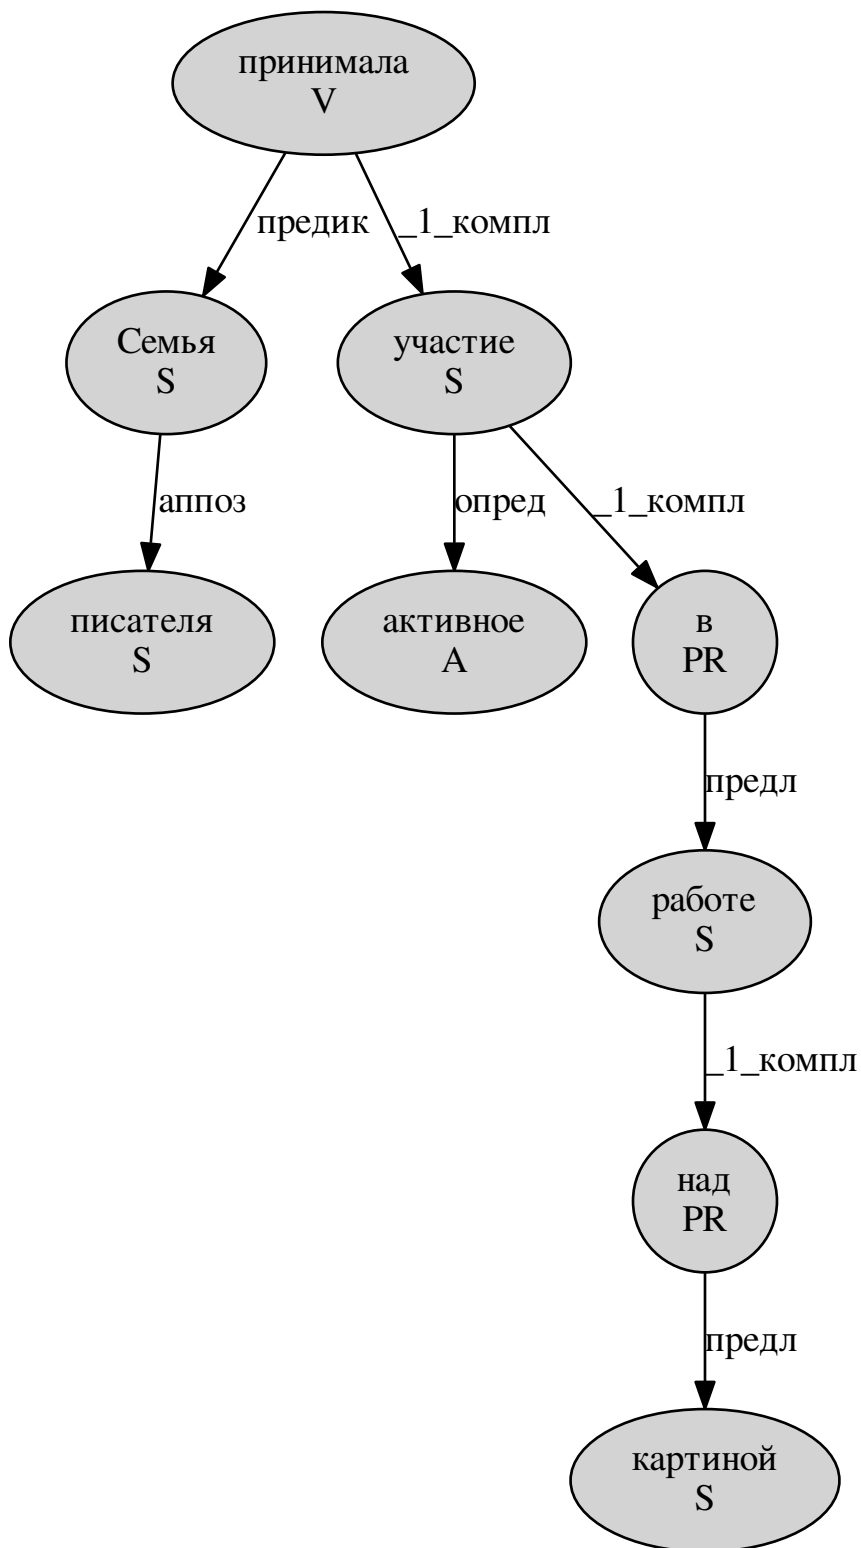 принимала
V
предик
_1_компл
Семья
S
участие
S
аппоз
опред
_1_компл
писателя
S
активное
A
в
PR
предл
работе
S
_1_компл
над
PR
предл
картиной
S